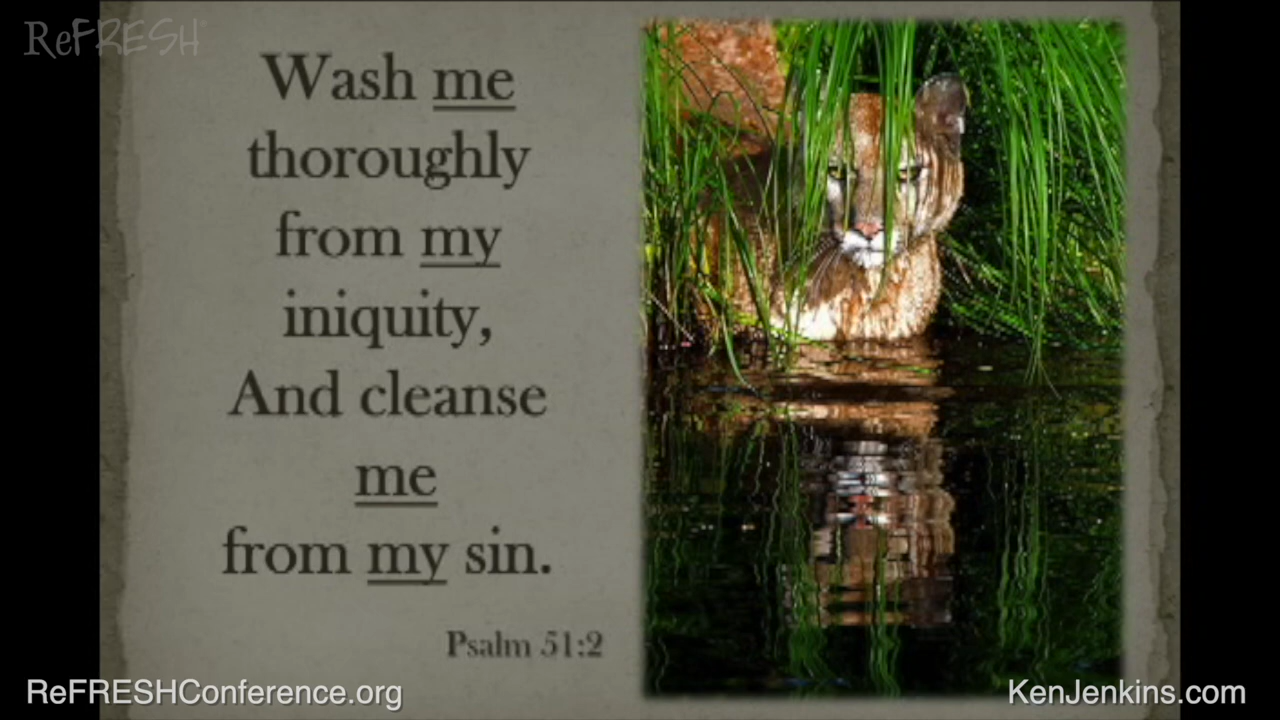 ReFRESH
Wash me
thoroughly
from my
iniquity,
And cleanse
me
from my sin.
Psalm 51:2
ReFRESHConference.org
KenJenkins.com